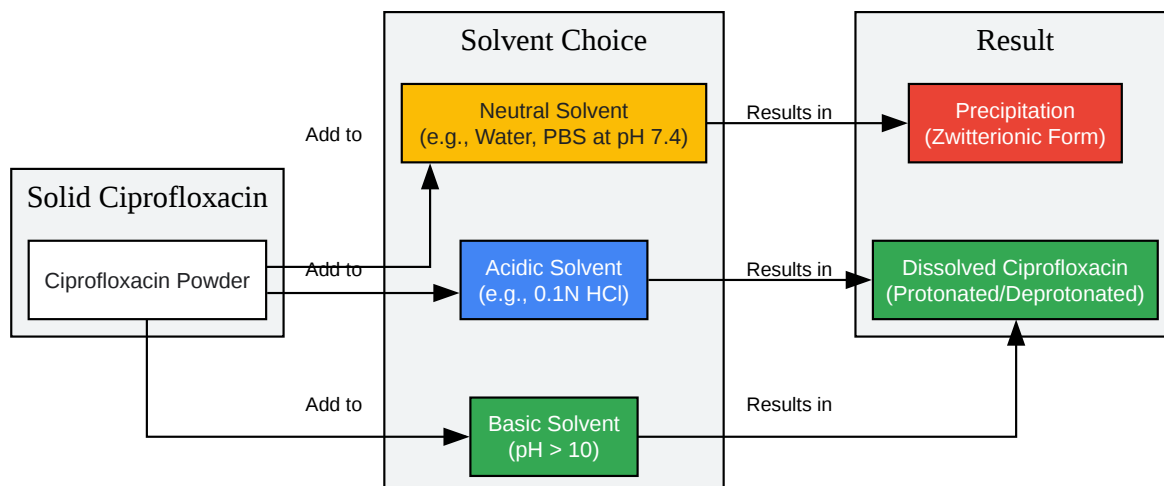 Solid Ciprofloxacin
Ciprofloxacin Powder
Add to
Add to
Add to
Solvent Choice
Neutral Solvent
(e.g., Water, PBS at pH 7.4)
Acidic Solvent
(e.g., 0.1N HCl)
Basic Solvent
(pH > 10)
Results in
Results in
Results in
Result
Precipitation
(Zwitterionic Form)
Dissolved Ciprofloxacin
(Protonated/Deprotonated)